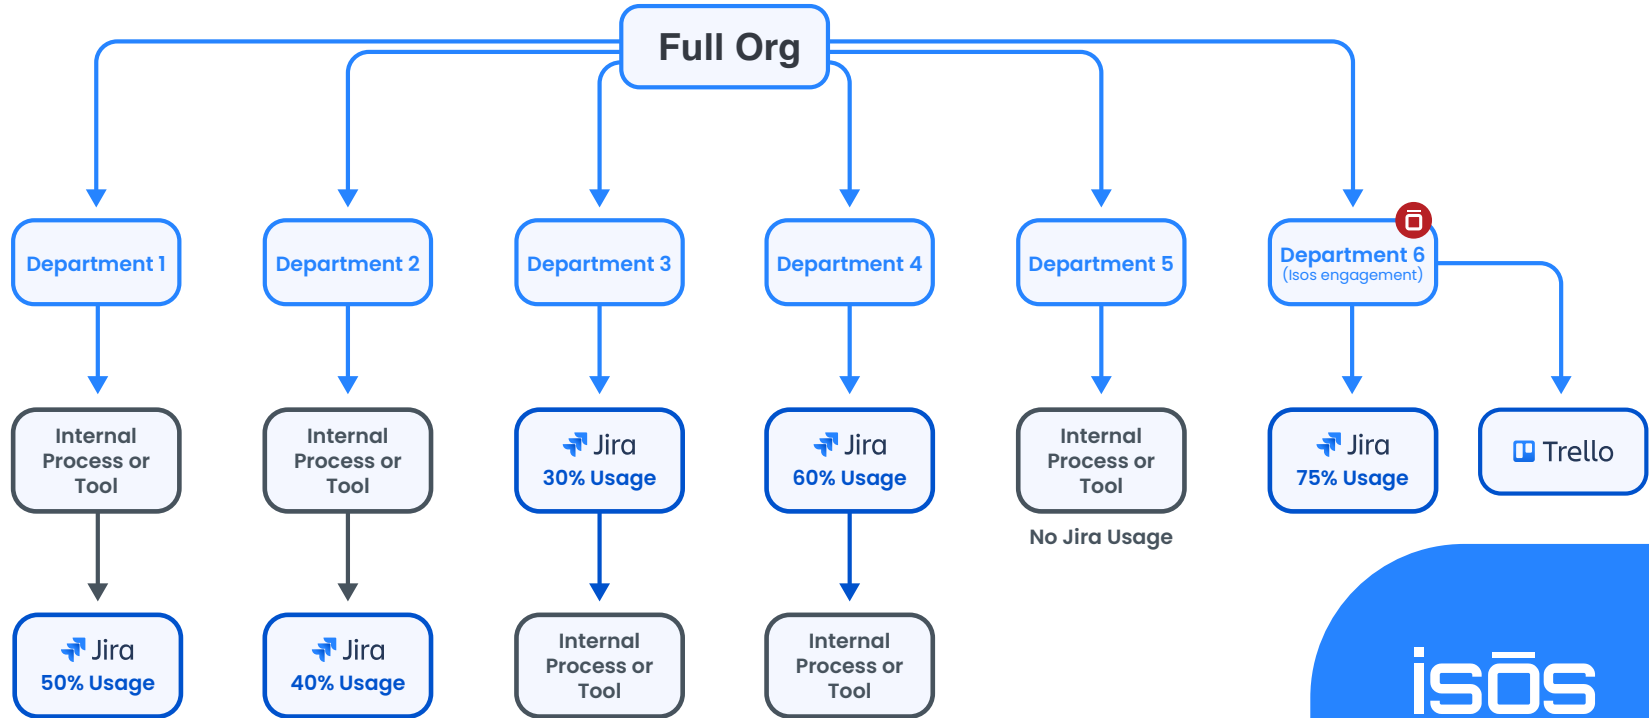 Full Org
Department 1
Department 2
Department 3
Department 4
Department 5
Department 6
(Isos engagement)
Internal
Process or
Tool
Internal
Process or
Tool
Jira
30% Usage
Jira
60% Usage
Internal
Process or
Tool
No Jira Usage
Jira
75% Usage
Trello
Jira
50% Usage
Jira
40% Usage
Internal
Process or
Tool
Internal
Process or
Tool
isōs